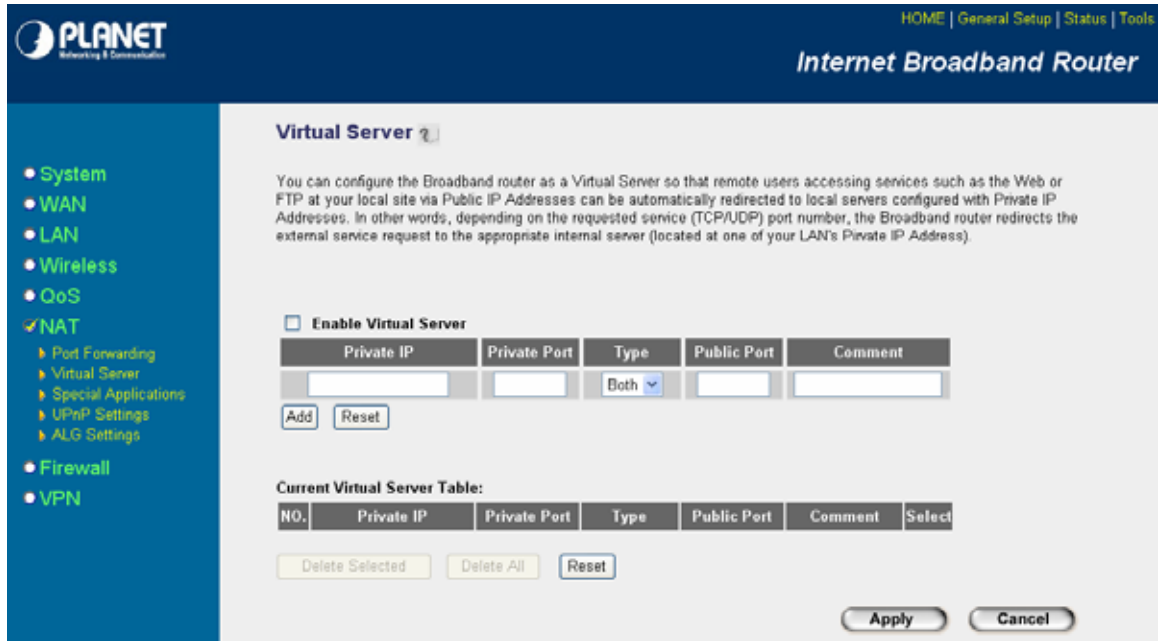 PLANET
Networking & Communication
HOME | General Setup | Status | Tools
Internet Broadband Router
System
WAN
LAN
Wireless
QoS
NAT
Port Forwarding
Virtual Server
Special Applications
UPnP Settings
ALG Settings
Firewall
VPN
Virtual Server
You can configure the Broadband router as a Virtual Server so that remote users accessing services such as the Web or
FTP at your local site via Public IP Addresses can be automatically redirected to local servers configured with Private IP
Addresses. In other words, depending on the requested service (TCP/UDP) port number, the Broadband router redirects the
external service request to the appropriate internal server (located at one of your LAN's Pirvate IP Address).
Enable Virtual Server
Private IP Private Port Type Public Port Comment
Both
Add Reset
Current Virtual Server Table:
NO. Private IP Private Port Type Public Port Comment Select
Delete Selected Delete All Reset
Apply Cancel